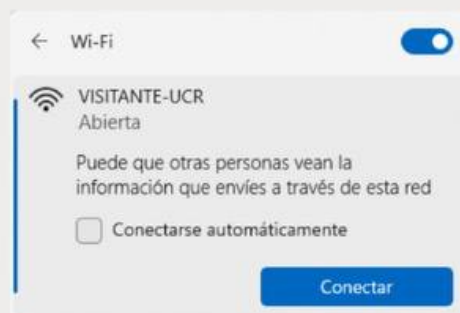 Wi-Fi
VISITANTE-UCR
Abierta
Puede que otras personas vean la
información que envíes a través de esta red
Conectarse automáticamente
Conectar